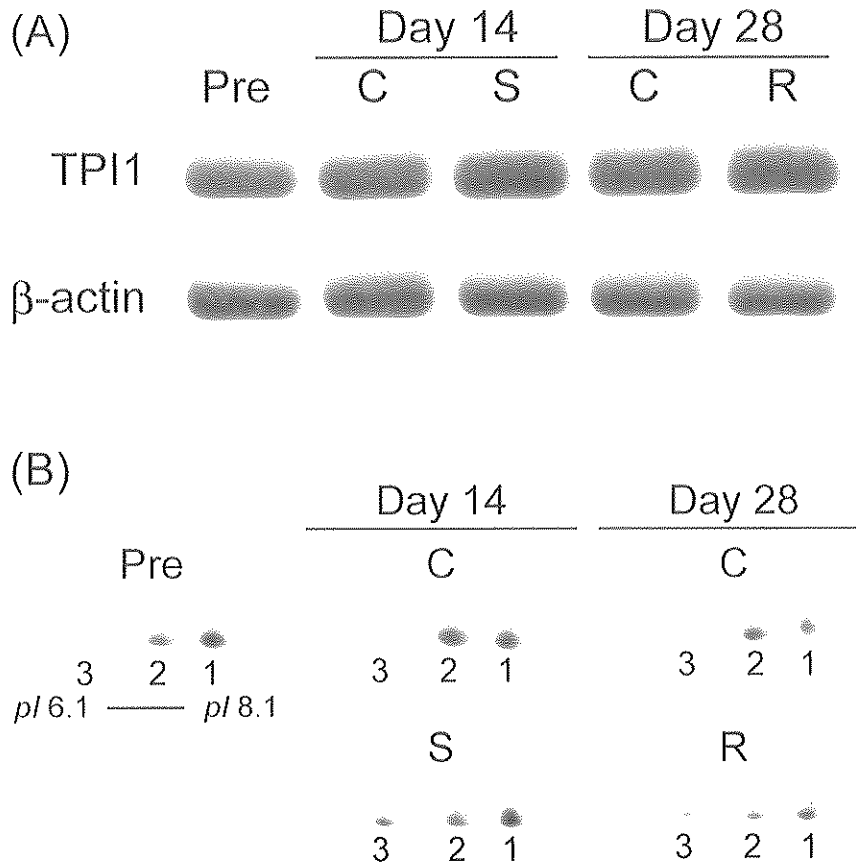 (A)
Day 14 Day 28
Pre C S C R
TPI1
β-actin
(B)
Day 14 Day 28
Pre C C
3 2 1 3 2 1 3 2 1
pI 6.1 pI 8.1
S R
3 2 1 3 2 1